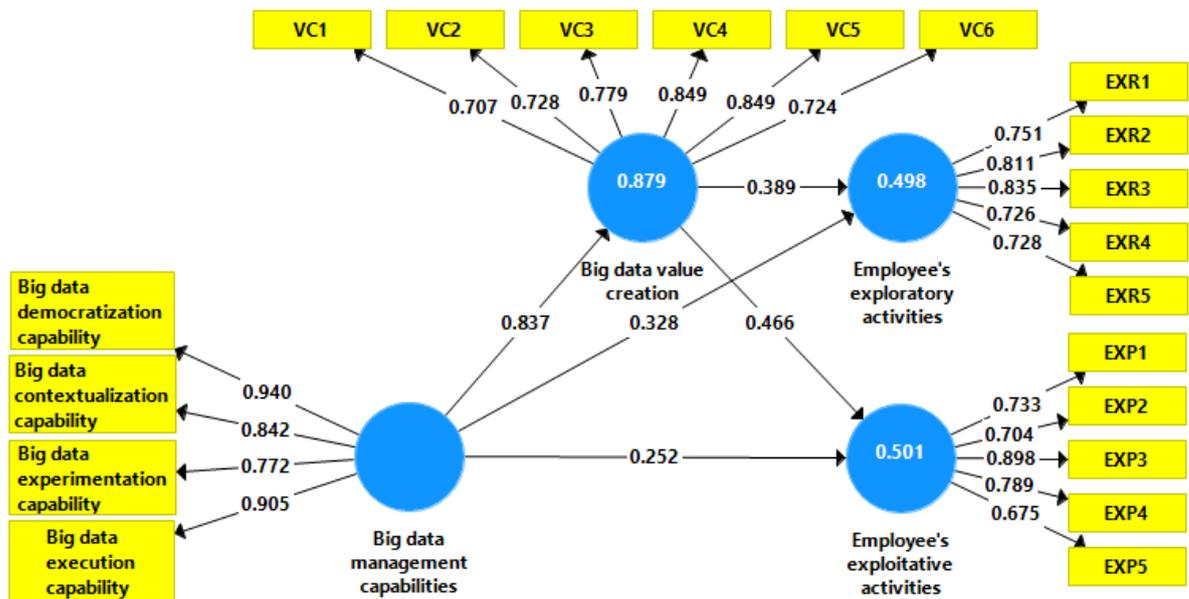 VC1
VC2
VC3
VC4
VC5
VC6
0.707
0.728
0.779
0.849
0.849
0.724
EXR1
EXR2
EXR3
EXR4
EXR5
0.751
0.811
0.835
0.726
0.728
0.879
0.389
0.498
Big data value
creation
Employee's
exploratory
activities
0.837
0.328
0.466
Big data
democratization
capability
Big data
contextualization
capability
Big data
experimentation
capability
Big data
execution
capability
0.940
0.842
0.772
0.905
0.252
0.501
Big data
management
capabilities
Employee's
exploitative
activities
0.733
0.704
0.898
0.789
0.675
EXP1
EXP2
EXP3
EXP4
EXP5